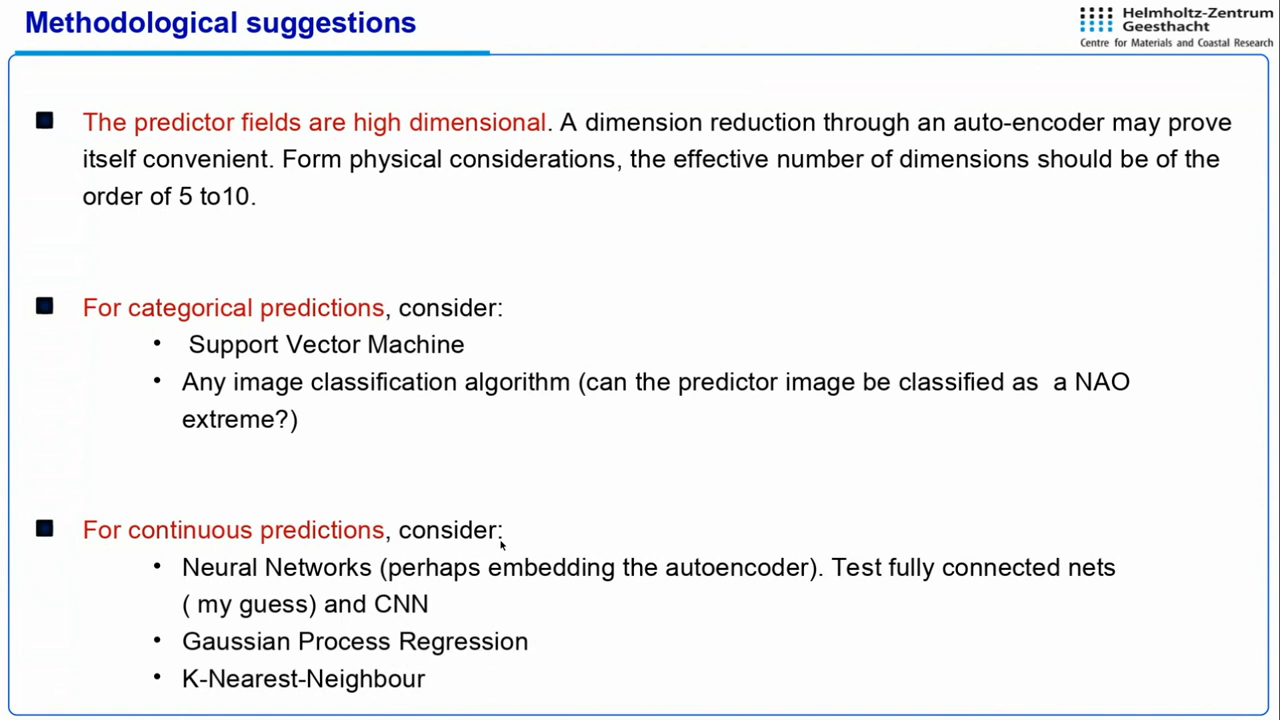 Methodological suggestions
Helmholtz-Zentrum
Geesthacht
Centre for Materials and Coastal Research
The predictor fields are high dimensional. A dimension reduction through an auto-encoder may prove
itself convenient. Form physical considerations, the effective number of dimensions should be of the
order of 5 to10.
For categorical predictions, consider:
• Support Vector Machine
• Any image classification algorithm (can the predictor image be classified as a NAO
extreme?)
For continuous predictions, consider:
• Neural Networks (perhaps embedding the autoencoder). Test fully connected nets
( my guess) and CNN
• Gaussian Process Regression
• K-Nearest-Neighbour